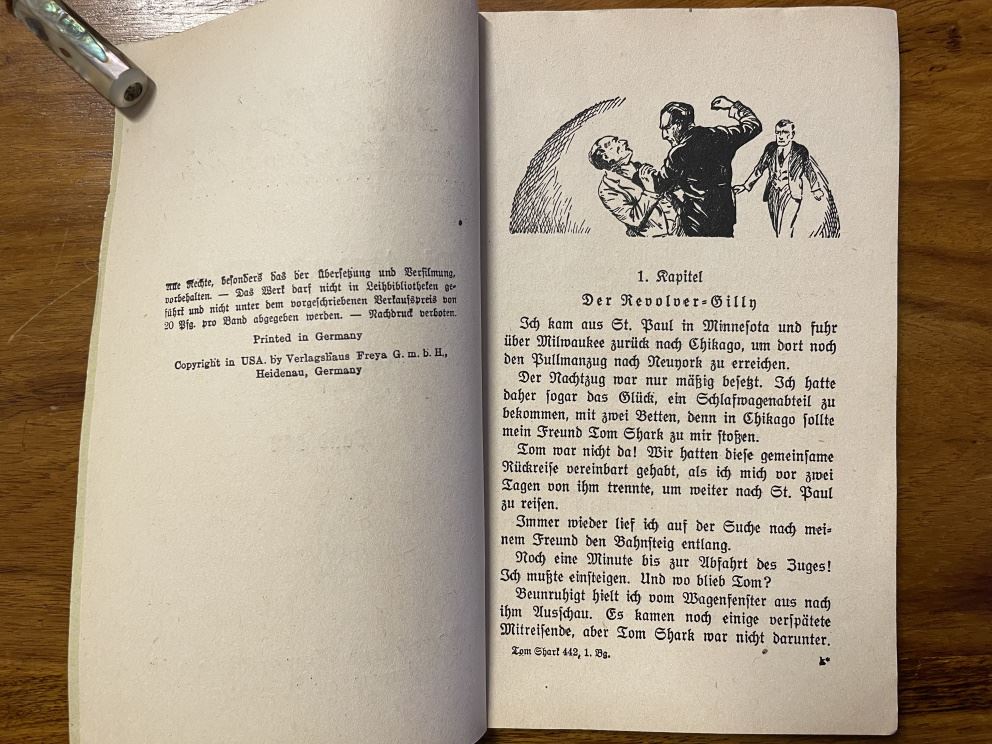 Alle Rechte, besonders das der Übersetzung und Verfilmung,
vorbehalten. — Das Werk darf nicht in Leihbibliotheken ge-
führt und nicht unter dem vorgeschriebenen Verkaufspreis von
20 Pfg. pro Band abgegeben werden. — Nachdruck verboten.
Printed in Germany
Copyright in USA. by Verlagshaus Freya G. m. b. H.,
Heidenau, Germany
1. Kapitel
Der Revolver-Gilly
Ich kam aus St. Paul in Minnesota und fuhr
über Milwaukee zurück nach Chikago, um dort noch
den Pullmanzug nach Neuyork zu erreichen.
Der Nachtzug war nur mäßig besetzt. Ich hatte
daher sogar das Glück, ein Schlafwagenabteil zu
bekommen, mit zwei Betten, denn in Chikago sollte
mein Freund Tom Shark zu mir stoßen.
Tom war nicht da! Wir hatten diese gemeinsame
Rückreise vereinbart gehabt, als ich mich vor zwei
Tagen von ihm trennte, um weiter nach St. Paul
zu reisen.
Immer wieder lief ich auf der Suche nach mei-
nem Freund den Bahnsteig entlang.
Noch eine Minute bis zur Abfahrt des Zuges!
Ich mußte einsteigen. Und wo blieb Tom?
Beunruhigt hielt ich vom Wagenfenster aus nach
ihm Ausschau. Es kamen noch einige verspätete
Mitreisende, aber Tom Shark war nicht darunter.
Tom Shark 442, 1. Bg.